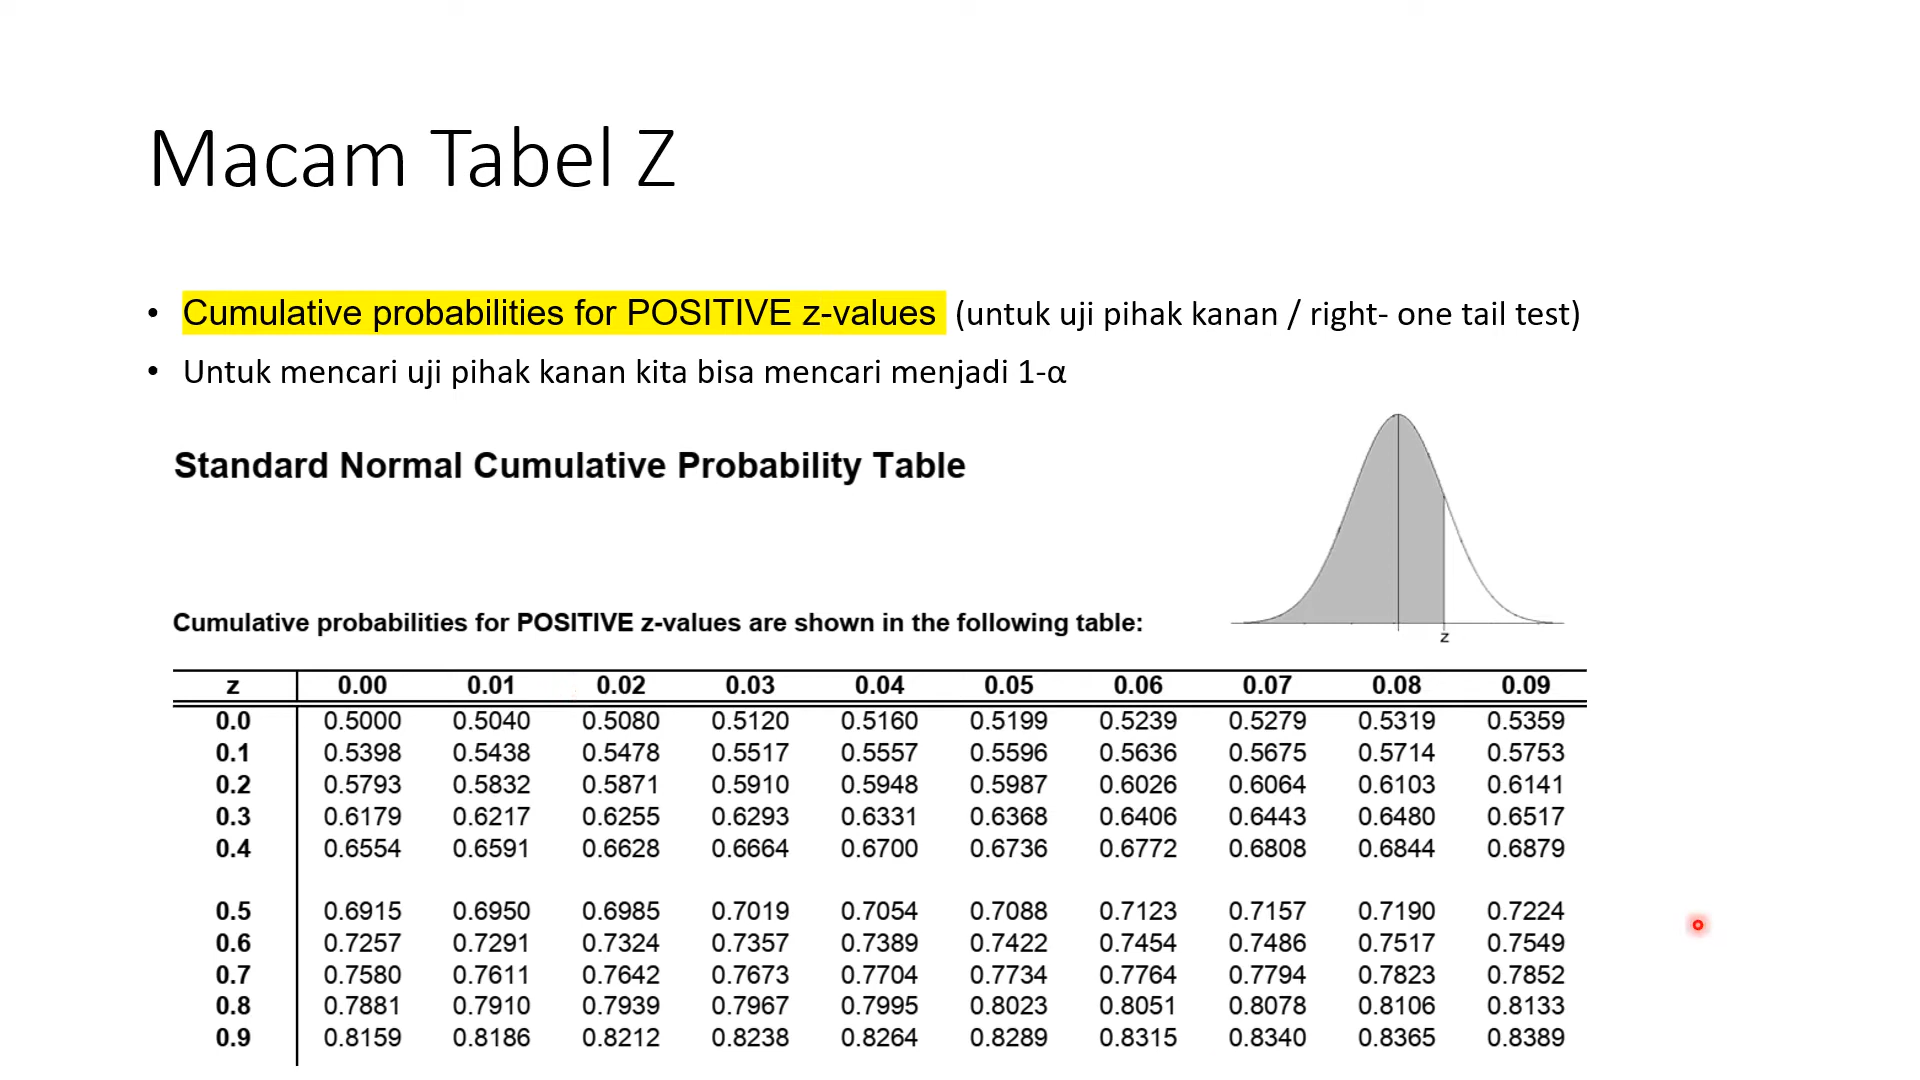 Macam Tabel Z
• Cumulative probabilities for POSITIVE z-values (untuk uji pihak kanan / right- one tail test)
• Untuk mencari uji pihak kanan kita bisa mencari menjadi 1-α
Standard Normal Cumulative Probability Table
Cumulative probabilities for POSITIVE z-values are shown in the following table:
z
z 0.00 0.01 0.02 0.03 0.04 0.05 0.06 0.07 0.08 0.09
0.0 0.5000 0.5040 0.5080 0.5120 0.5160 0.5199 0.5239 0.5279 0.5319 0.5359
0.1 0.5398 0.5438 0.5478 0.5517 0.5557 0.5596 0.5636 0.5675 0.5714 0.5753
0.2 0.5793 0.5832 0.5871 0.5910 0.5948 0.5987 0.6026 0.6064 0.6103 0.6141
0.3 0.6179 0.6217 0.6255 0.6293 0.6331 0.6368 0.6406 0.6443 0.6480 0.6517
0.4 0.6554 0.6591 0.6628 0.6664 0.6700 0.6736 0.6772 0.6808 0.6844 0.6879
0.5 0.6915 0.6950 0.6985 0.7019 0.7054 0.7088 0.7123 0.7157 0.7190 0.7224
0.6 0.7257 0.7291 0.7324 0.7357 0.7389 0.7422 0.7454 0.7486 0.7517 0.7549
0.7 0.7580 0.7611 0.7642 0.7673 0.7704 0.7734 0.7764 0.7794 0.7823 0.7852
0.8 0.7881 0.7910 0.7939 0.7967 0.7995 0.8023 0.8051 0.8078 0.8106 0.8133
0.9 0.8159 0.8186 0.8212 0.8238 0.8264 0.8289 0.8315 0.8340 0.8365 0.8389